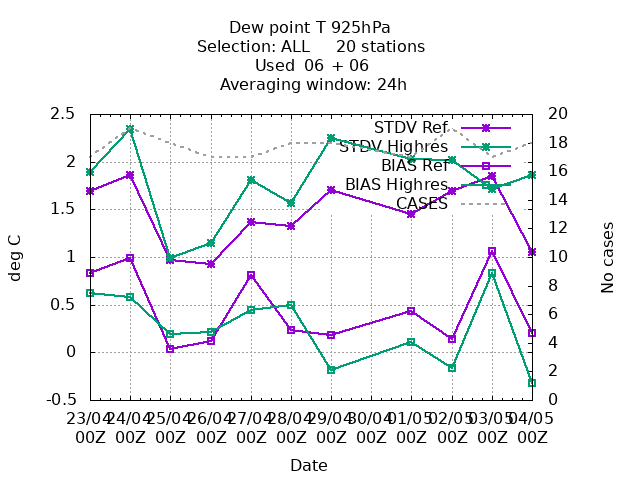 Dew point T 925hPa
Selection: ALL     20 stations
Used  06 + 06
Averaging window: 24h
2.5
2
1.5
1
0.5
0
-0.5
20
18
16
14
12
10
8
6
4
2
0
deg C
No cases
STDV Ref
STDV Highres
BIAS Ref
BIAS Highres
CASES
23/04 24/04 25/04 26/04 27/04 28/04 29/04 30/04 01/05 02/05 03/05 04/05
00Z 00Z 00Z 00Z 00Z 00Z 00Z 00Z 00Z 00Z 00Z 00Z
Date